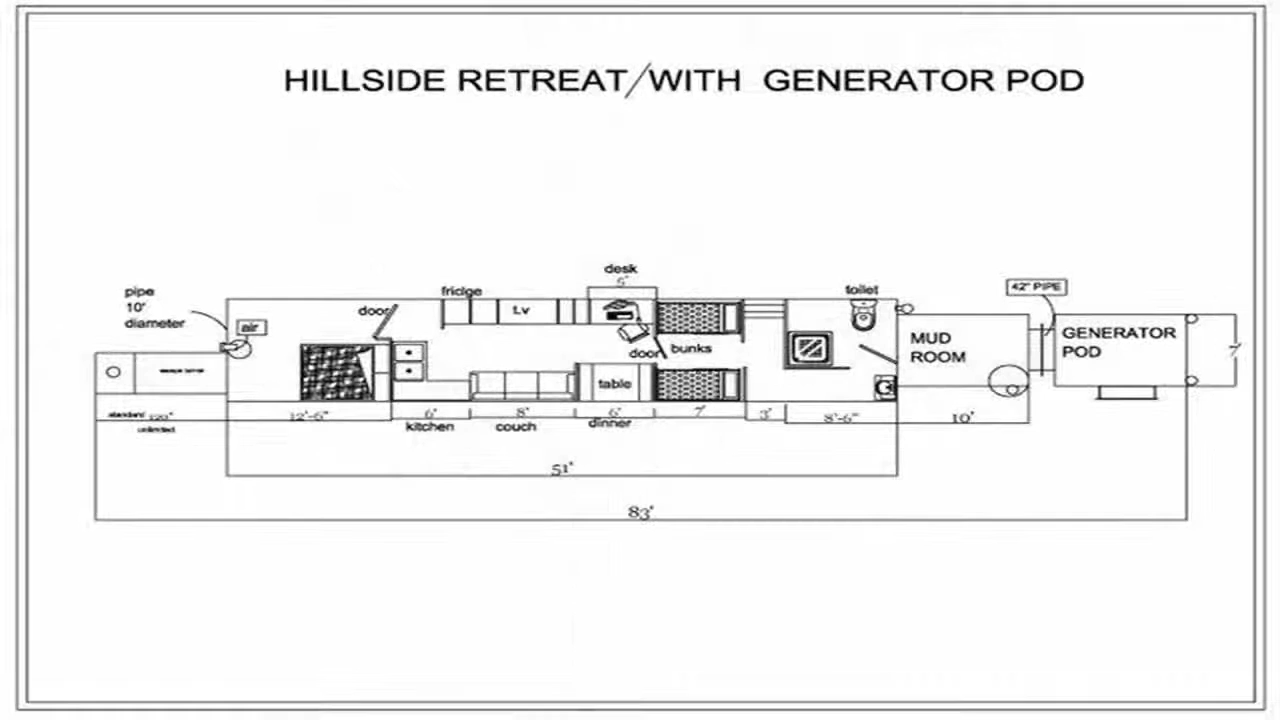 HILLSIDE RETREAT/WITH GENERATOR POD
desk
5'
pipe
10'
diameter
air
door
fridge
t.v
door
bunks
toilet
42" PIPE
MUD
ROOM
GENERATOR
POD
7'
table
standard 120"
unlimited
12'-6"
6'
8'
6'
7'
3'
8'-6"
10'
kitchen
couch
dinner
51'
83'